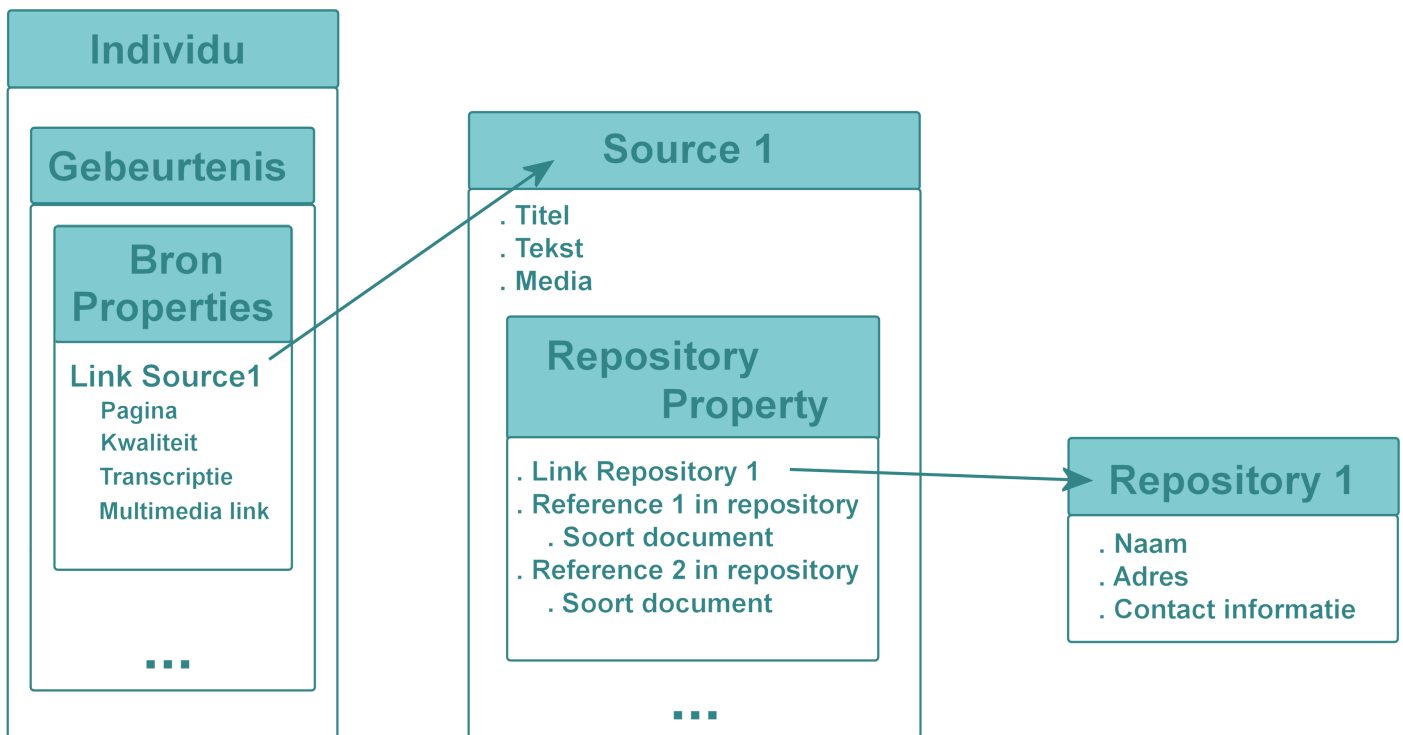 Individu
Gebeurtenis
Bron
Properties
Link Source1
Pagina
Kwaliteit
Transcriptie
Multimedia link
...
Source 1
. Titel
. Tekst
. Media
Repository
Property
. Link Repository 1
. Reference 1 in repository
. Soort document
. Reference 2 in repository
. Soort document
...
Repository 1
. Naam
. Adres
. Contact informatie